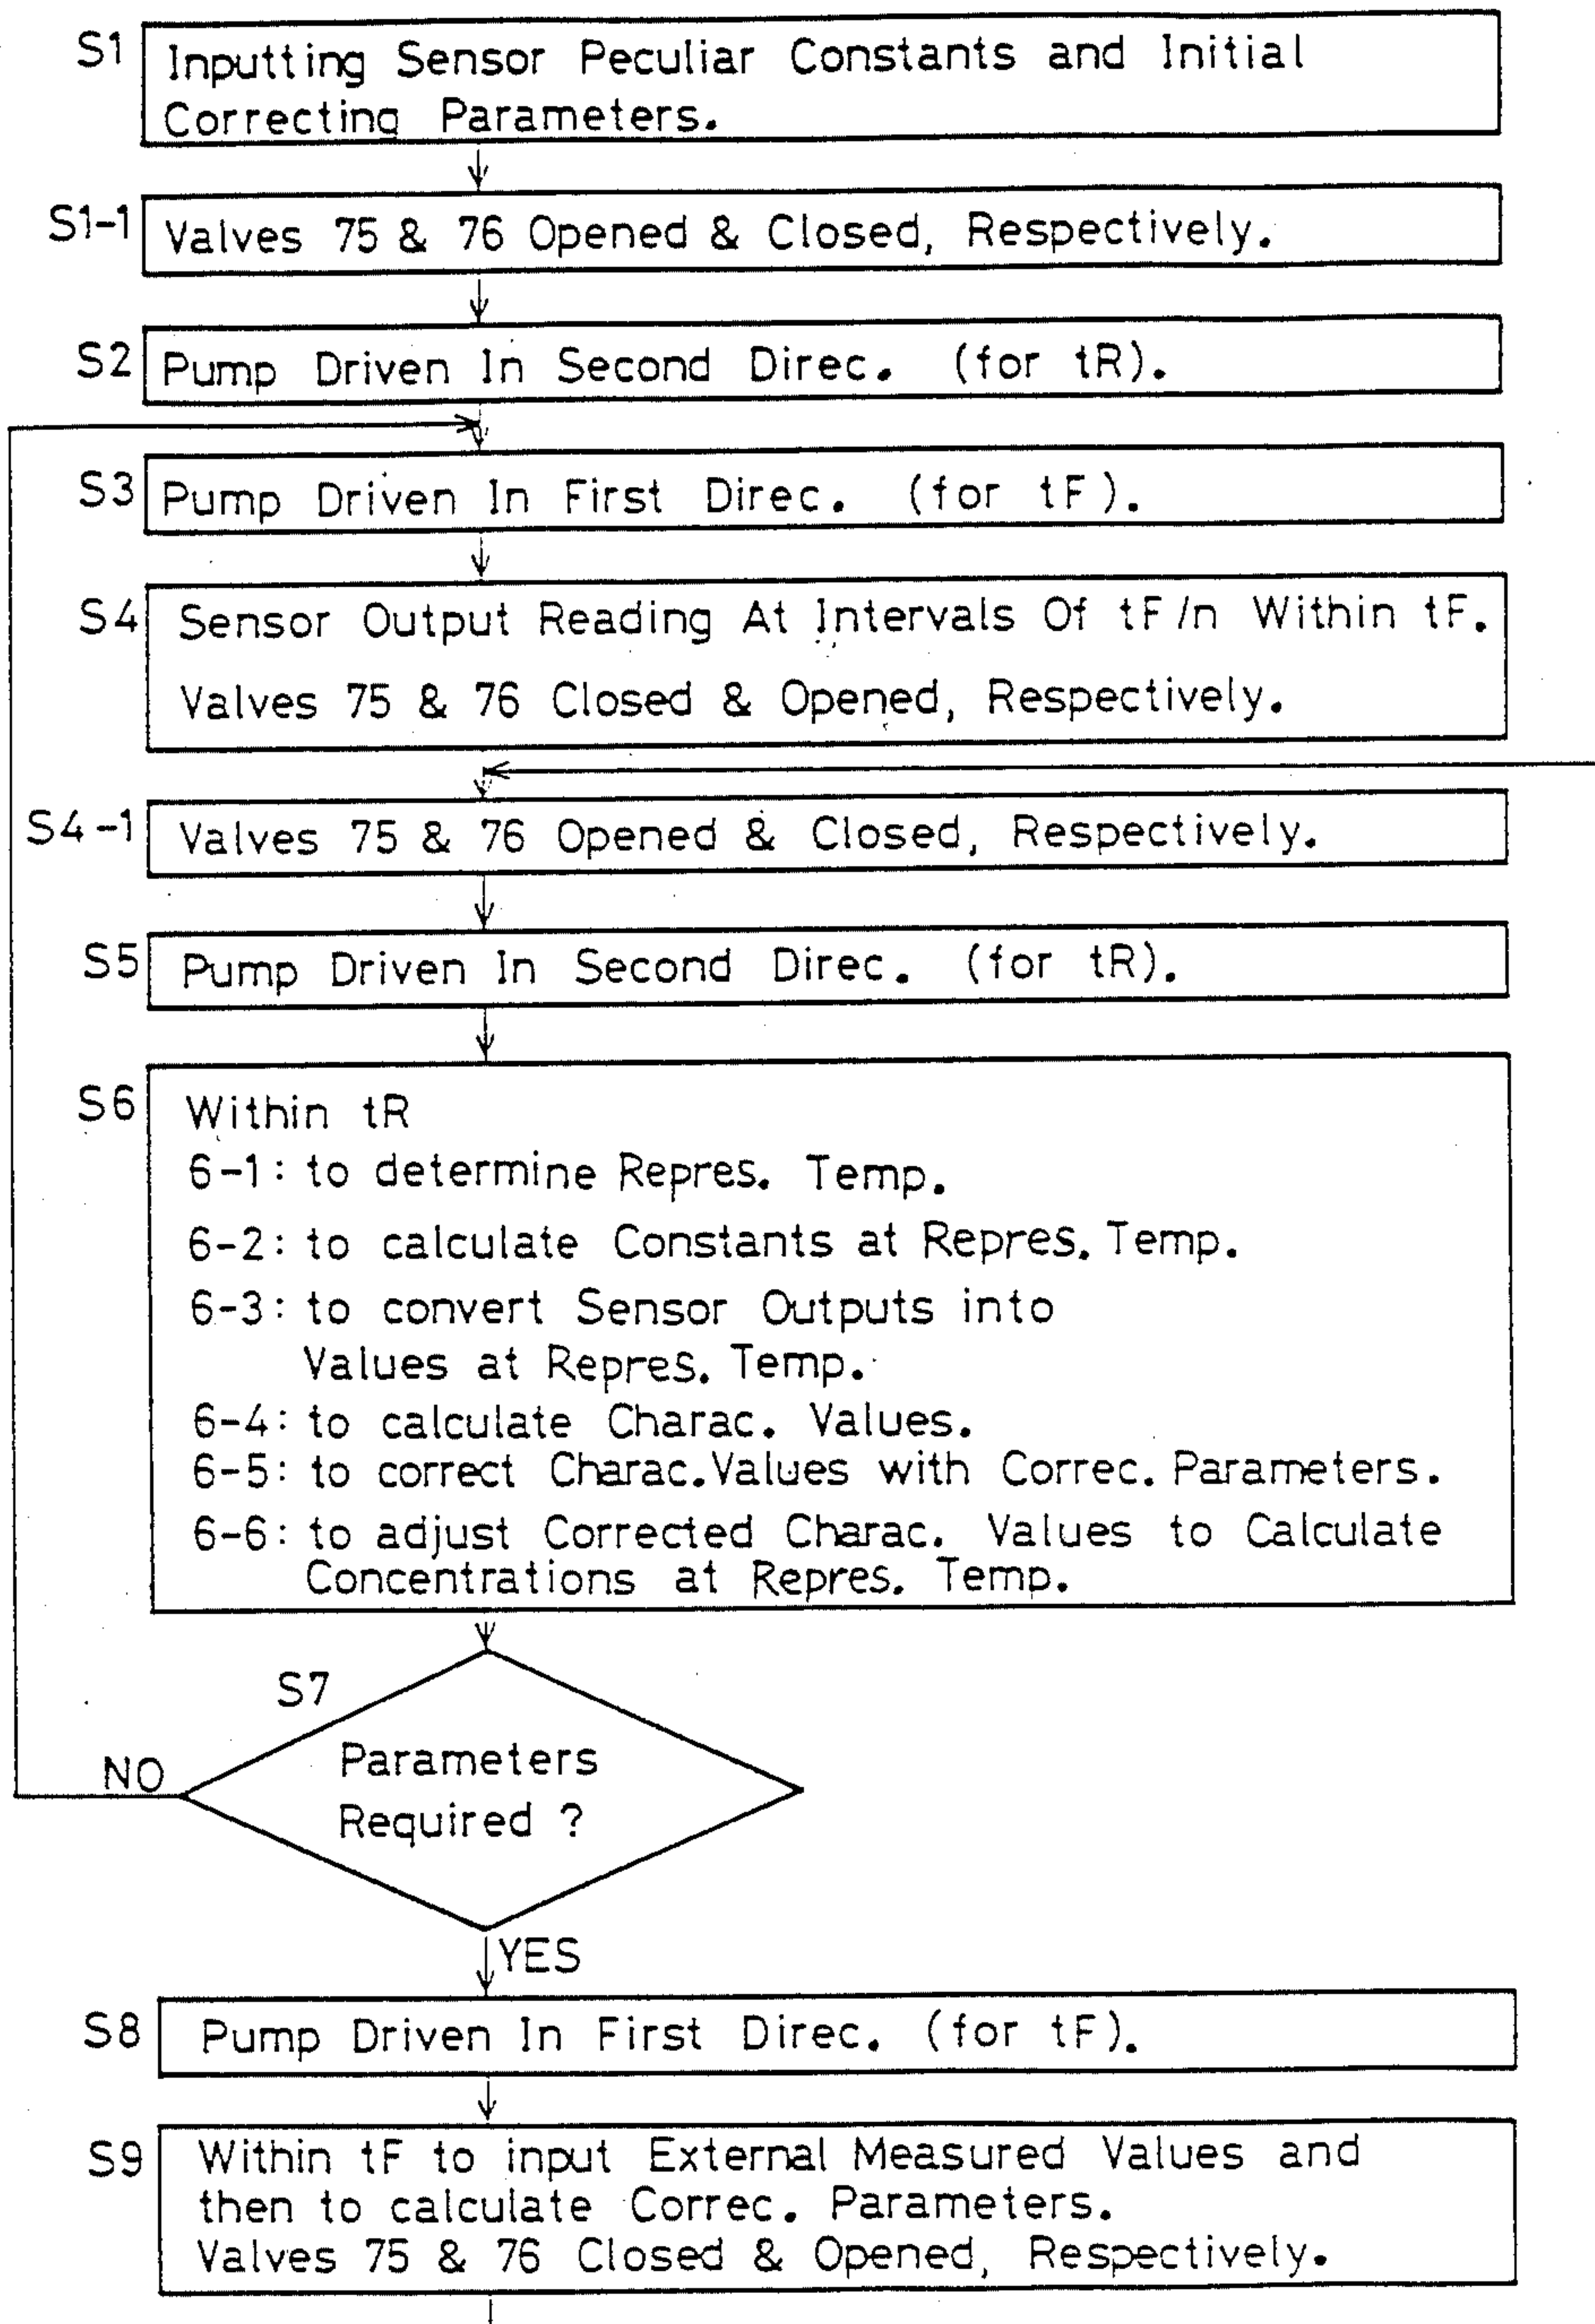 S1 Inputting Sensor Peculiar Constants and Initial
Correcting Parameters.
S1-1 Valves 75 & 76 Opened & Closed, Respectively.
S2 Pump Driven In Second Direc. (for tR).
S3 Pump Driven In First Direc. (for tF).
S4 Sensor Output Reading At Intervals Of tF/n Within tF.
Valves 75 & 76 Closed & Opened, Respectively.
S4-1 Valves 75 & 76 Opened & Closed, Respectively.
S5 Pump Driven In Second Direc. (for tR).
S6 Within tR
6-1: to determine Repres. Temp.
6-2: to calculate Constants at Repres. Temp.
6-3: to convert Sensor Outputs into
Values at Repres. Temp.
6-4: to calculate Charac. Values.
6-5: to correct Charac. Values with Correc. Parameters.
6-6: to adjust Corrected Charac. Values to Calculate
Concentrations at Repres. Temp.
S7
Parameters
Required ?
NO
YES
S8 Pump Driven In First Direc. (for tF).
S9 Within tF to input External Measured Values and
then to calculate Correc. Parameters.
Valves 75 & 76 Closed & Opened, Respectively.